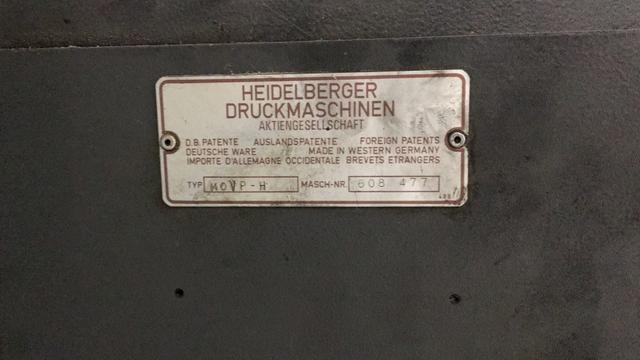 HEIDELBERGER
DRUCKMASCHINEN
AKTIENGESELLSCHAFT
D.B. PATENTE AUSLANDSPATENTE FOREIGN PATENTS
DEUTSCHE WARE MADE IN WESTERN GERMANY
IMPORTE D'ALLEMAGNE OCCIDENTALE BREVETS ETRANGERS
TYP MOVP-H MASCH-NR. 608 477